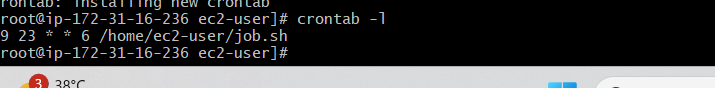 rontab: installing new crontab
root@ip-172-31-16-236 ec2-user]# crontab -l
9 23 * * 6 /home/ec2-user/job.sh
root@ip-172-31-16-236 ec2-user]#
3
38°C